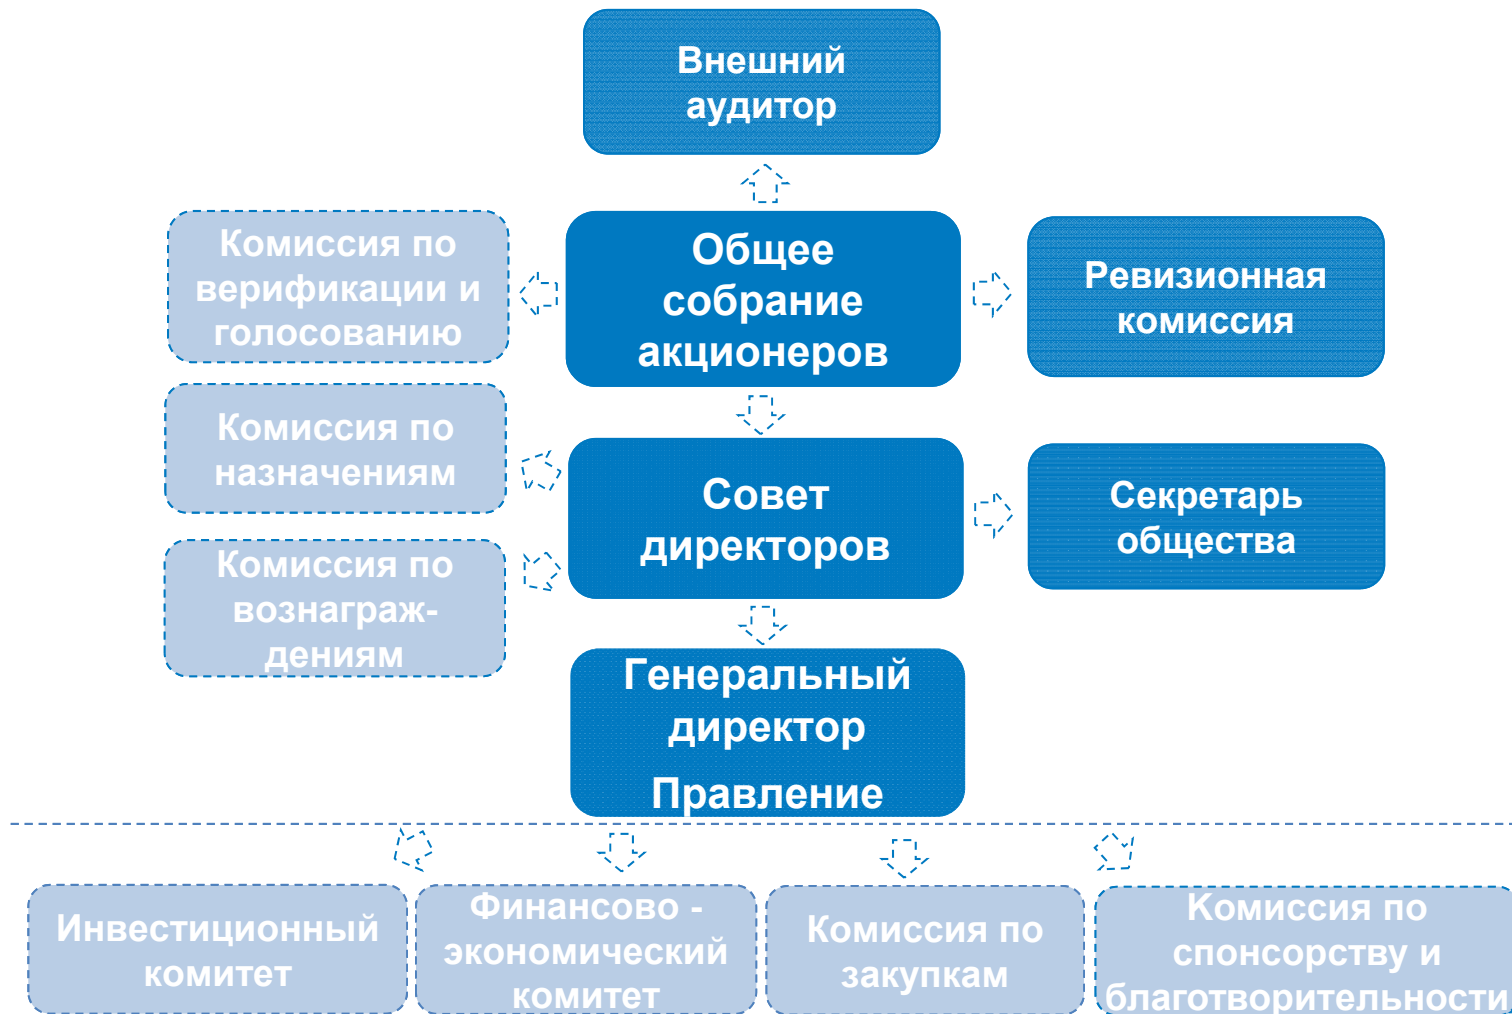 Внешний
аудитор
Комиссия по
верификации и
голосованию
Общее
собрание
акционеров
Ревизионная
комиссия
Комиссия по
назначениям
Совет
директоров
Секретарь
общества
Комиссия по
вознаграж-
дениям
Генеральный
директор
Правление
Инвестиционный
комитет
Финансово -
экономический
комитет
Комиссия по
закупкам
Комиссия по
спонсорству и
благотворительности